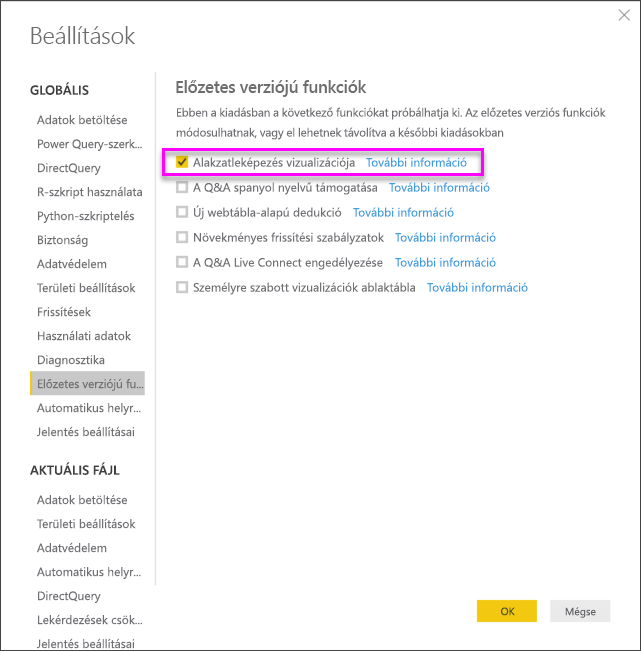 Beállítások
GLOBÁLIS
Adatok betöltése
Power Query-szerk...
DirectQuery
R-szkript használata
Python-szkriptelés
Biztonság
Adatvédelem
Területi beállítások
Frissítések
Használati adatok
Diagnosztika
Előzetes verziójú fu...
Automatikus helyr...
Jelentés beállításai
AKTUÁLIS FÁJL
Adatok betöltése
Területi beállítások
Adatvédelem
Automatikus helyr...
DirectQuery
Lekérdezések csök...
Jelentés beállításai
Előzetes verziójú funkciók
Ebben a kiadásban a következő funkciókat próbálhatja ki. Az előzetes verziós funkciók
módosulhatnak, vagy el lehetnek távolítva a későbbi kiadásokban
Alakzatleképezés vizualizációja További információ
A Q&A spanyol nyelvű támogatása További információ
Új webtábla-alapú dedukció További információ
Növekményes frissítési szabályzatok További információ
A Q&A Live Connect engedélyezése További információ
Személyre szabott vizualizációk ablaktábla További információ
OK Mégse